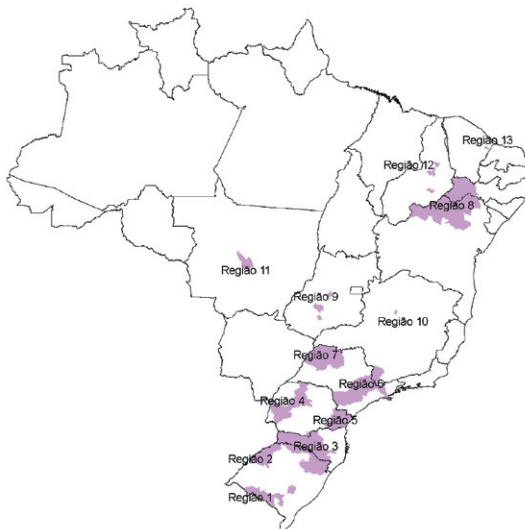 Região 13
Região 12
Região 8
Região 11
Região 9
Região 10
Região 7
Região 6
Região 4
Região 5
Região 3
Região 2
Região 1